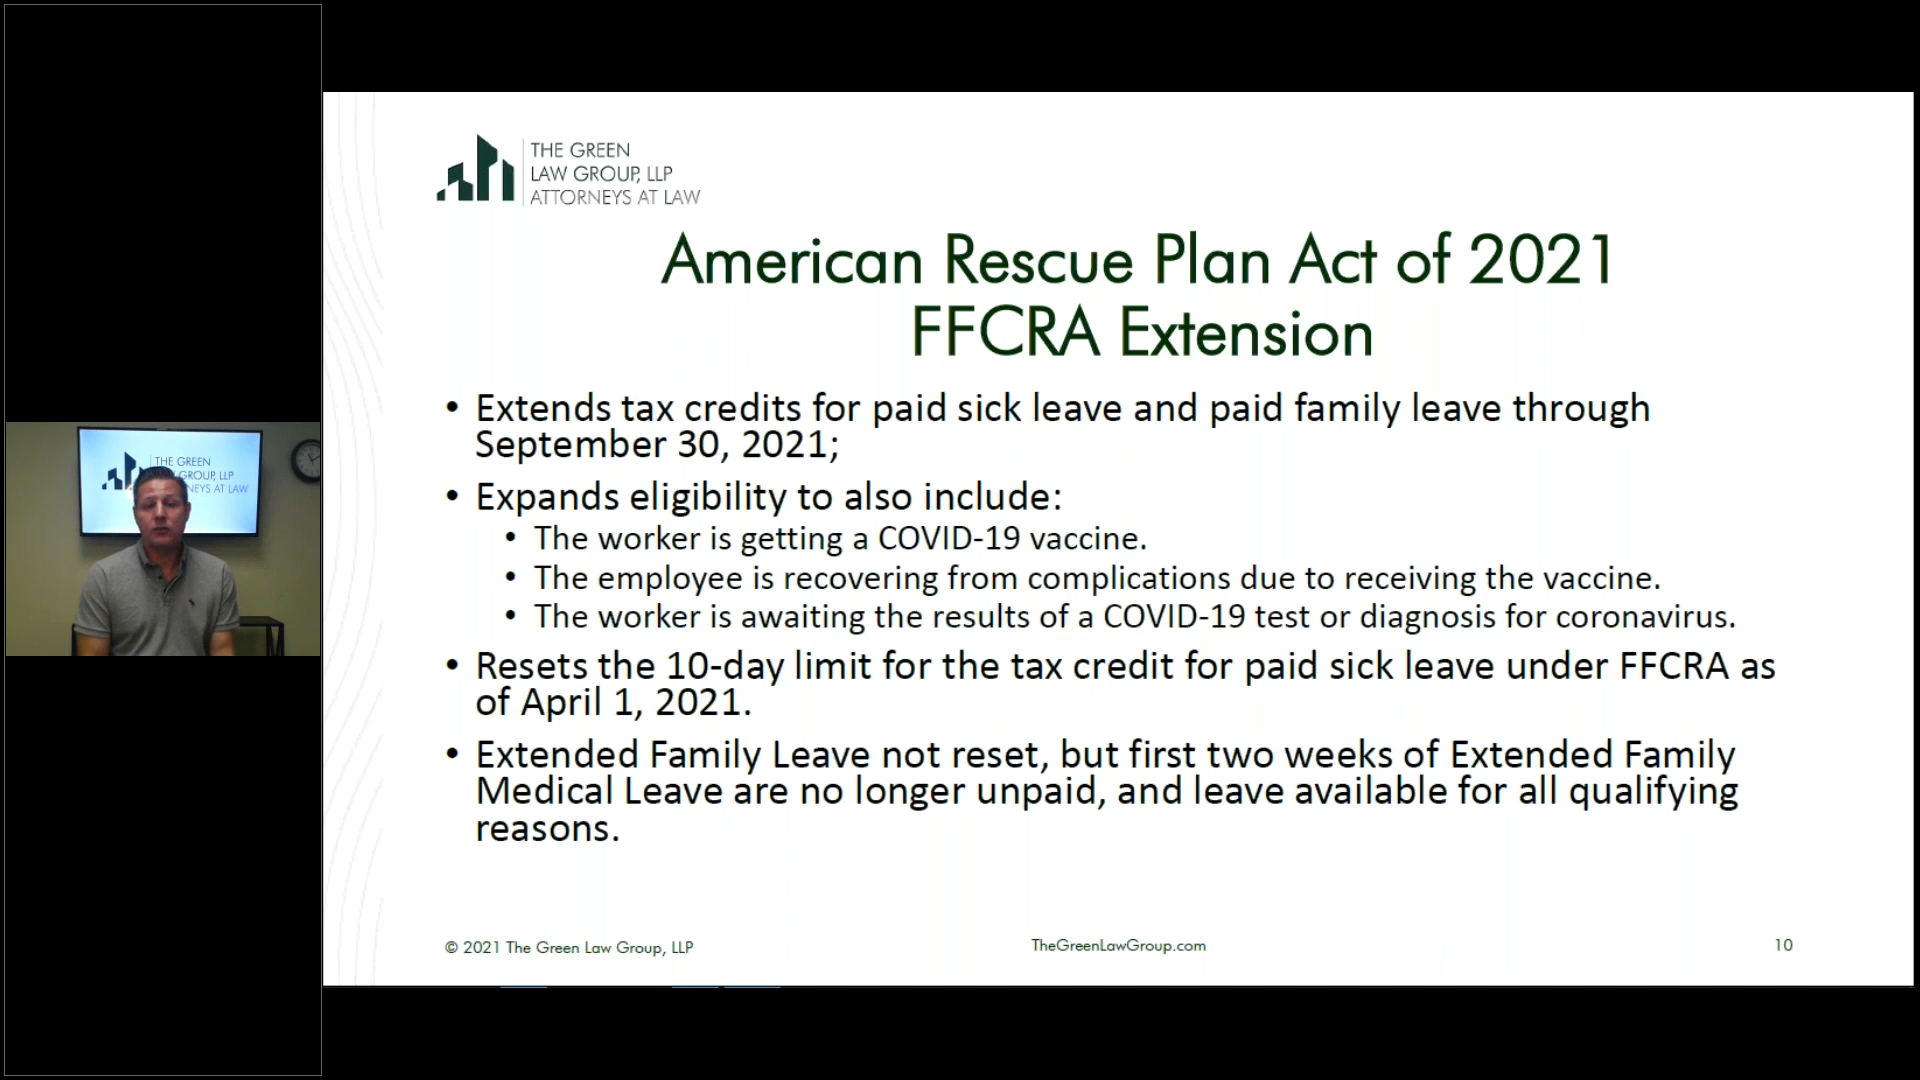 THE GREEN
LAW GROUP, LLP
ATTORNEYS AT LAW
American Rescue Plan Act of 2021
FFCRA Extension
• Extends tax credits for paid sick leave and paid family leave through
September 30, 2021;
• Expands eligibility to also include:
• The worker is getting a COVID-19 vaccine.
• The employee is recovering from complications due to receiving the vaccine.
• The worker is awaiting the results of a COVID-19 test or diagnosis for coronavirus.
• Resets the 10-day limit for the tax credit for paid sick leave under FFCRA as
of April 1, 2021.
• Extended Family Leave not reset, but first two weeks of Extended Family
Medical Leave are no longer unpaid, and leave available for all qualifying
reasons.
© 2021 The Green Law Group, LLP
TheGreenLawGroup.com
10
THE GREEN
GROUP, LLP
NEYS AT LAW